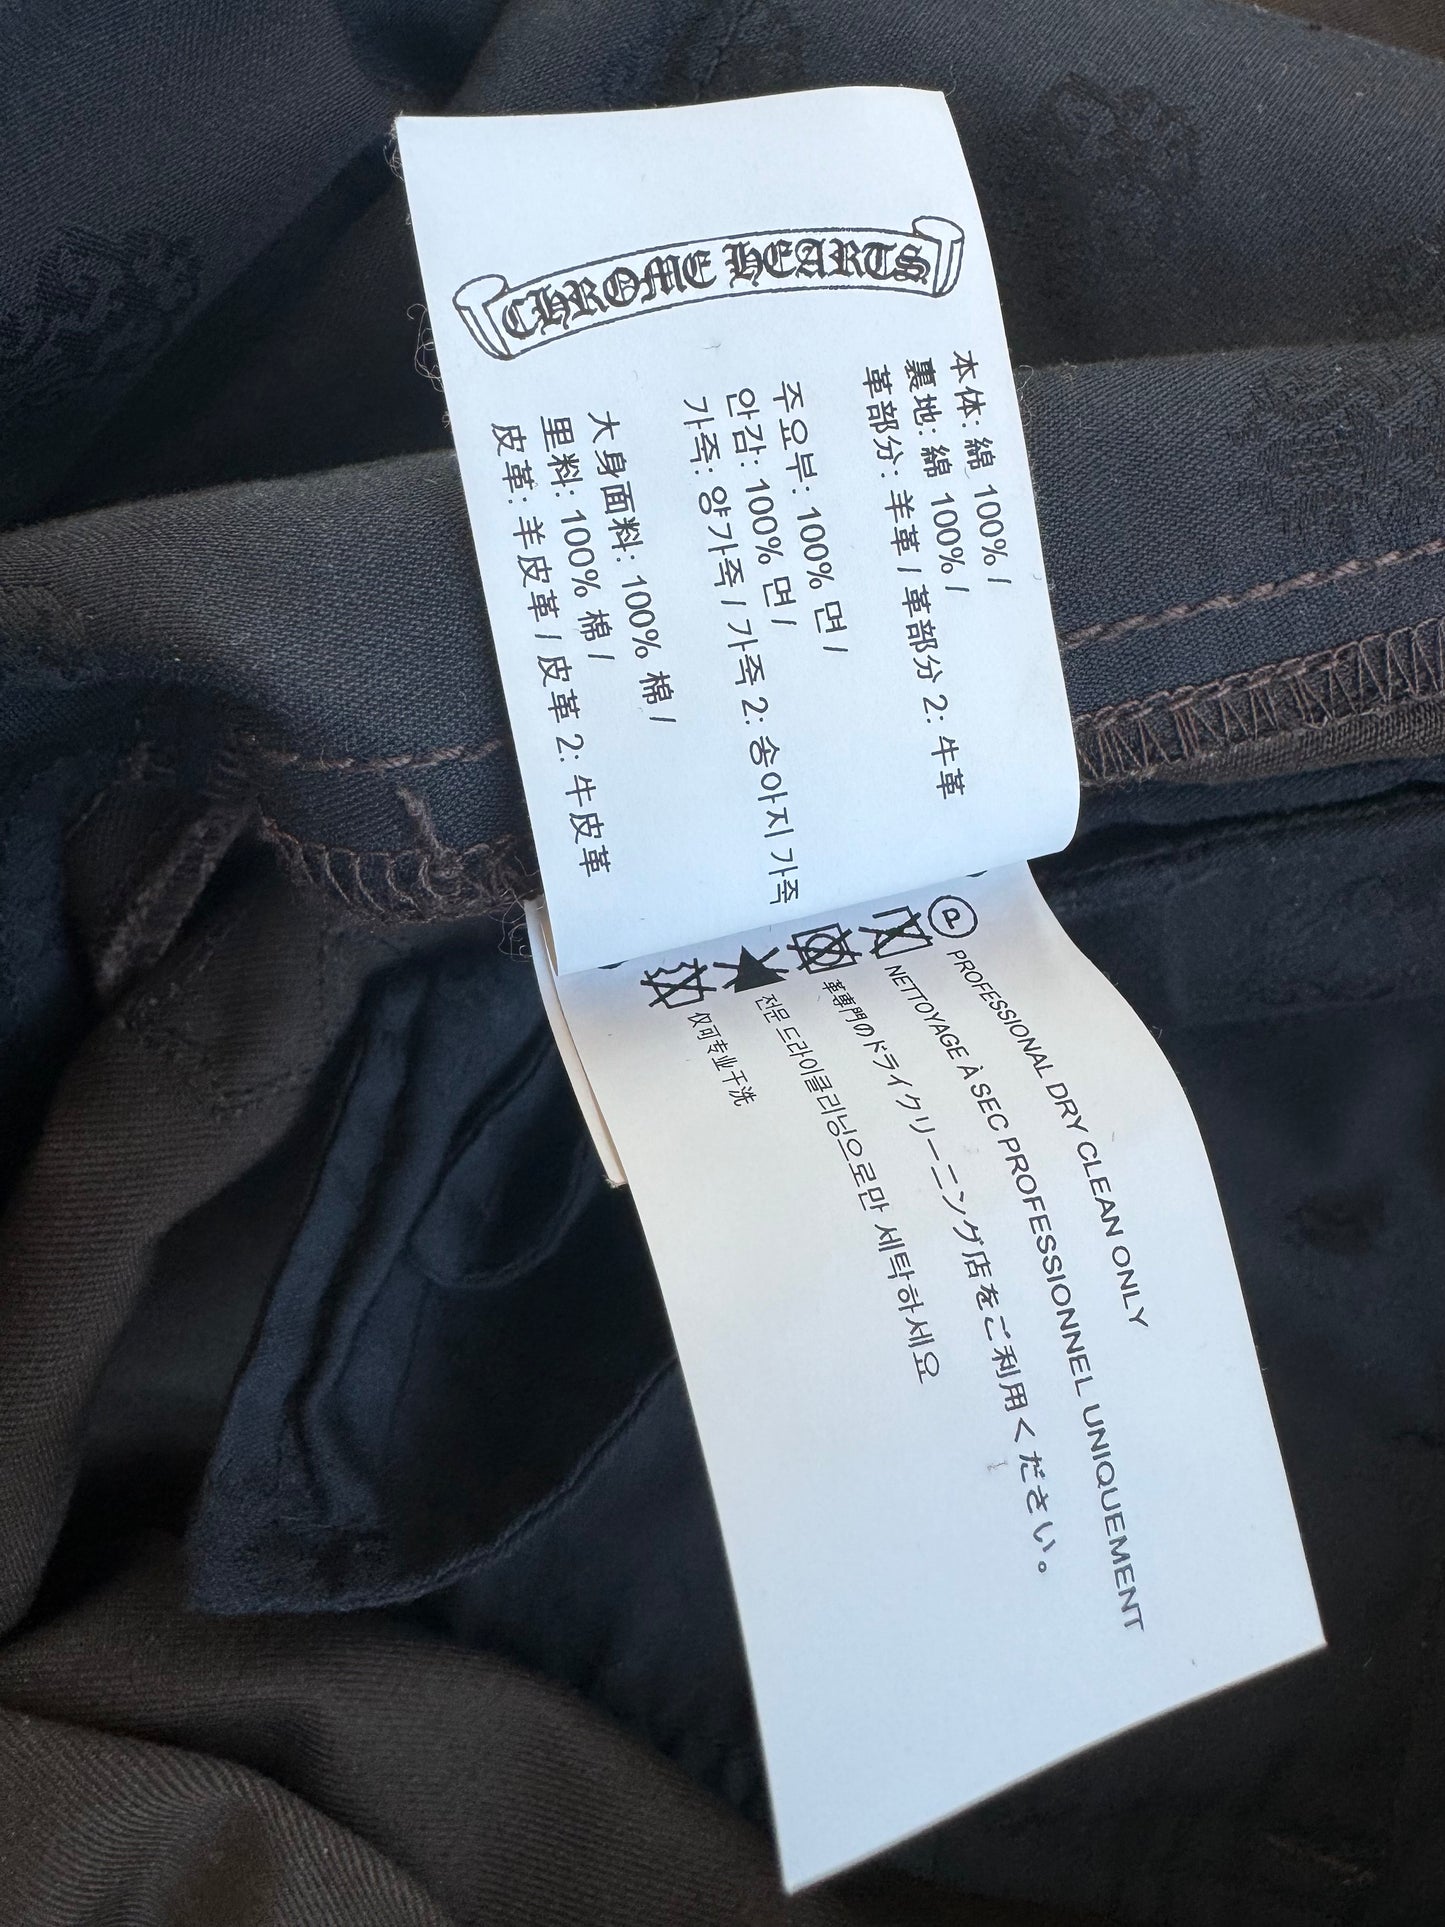 CHROME HEARTS
本体: 綿 100% /
裏地: 綿 100% /
革部分: 羊革 / 革部分 2: 牛革
주요부: 100% 면 /
안감: 100% 면 /
가죽: 양가죽 / 가죽 2: 송아지 가죽
大身面料: 100% 棉 /
里料: 100% 棉 /
皮革: 羊皮革 / 皮革 2: 牛皮革
P PROFESSIONAL DRY CLEAN ONLY
NETTOYAGE À SEC PROFESSIONNEL UNIQUEMENT
革専門のドライクリーニング店をご利用ください。
전문 드라이클리닝으로만 세탁하세요
仅可专业干洗